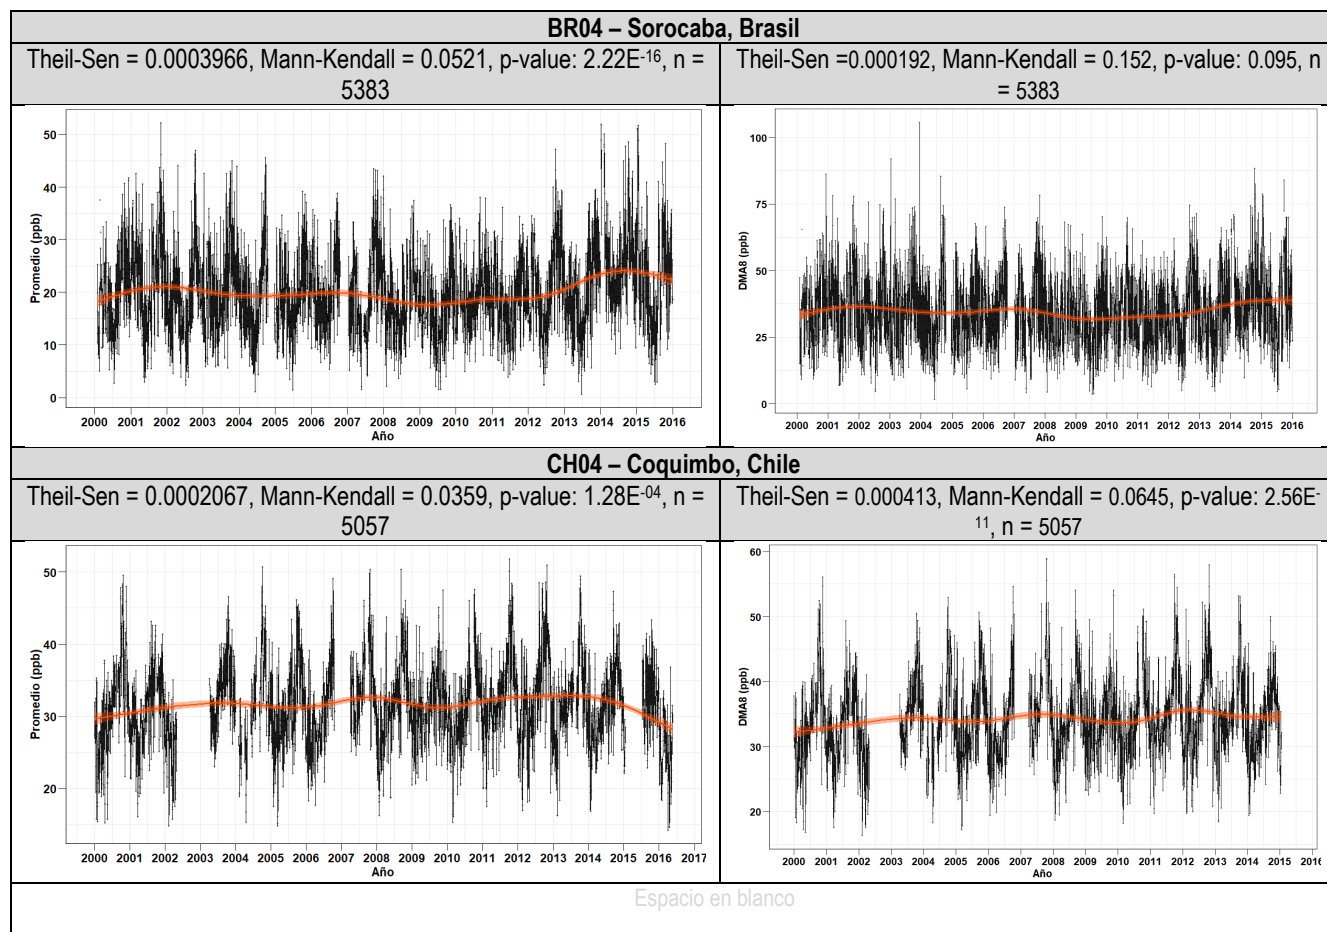 BR04 – Sorocaba, Brasil
Theil-Sen = 0.0003966, Mann-Kendall = 0.0521, p-value: 2.22E-16, n =
5383
Theil-Sen =0.000192, Mann-Kendall = 0.152, p-value: 0.095, n
= 5383
50
40
30
20
10
0
Promedio (ppb)
2000 2001 2002 2003 2004 2005 2006 2007 2008 2009 2010 2011 2012 2013 2014 2015 2016
Año
100
75
50
25
0
DMA8 (ppb)
2000 2001 2002 2003 2004 2005 2006 2007 2008 2009 2010 2011 2012 2013 2014 2015 2016
Año
CH04 – Coquimbo, Chile
Theil-Sen = 0.0002067, Mann-Kendall = 0.0359, p-value: 1.28E-04, n =
5057
Theil-Sen = 0.000413, Mann-Kendall = 0.0645, p-value: 2.56E-
11, n = 5057
50
40
30
20
Promedio (ppb)
2000 2001 2002 2003 2004 2005 2006 2007 2008 2009 2010 2011 2012 2013 2014 2015 2016 2017
Año
60
50
40
30
20
DMA8 (ppb)
2000 2001 2002 2003 2004 2005 2006 2007 2008 2009 2010 2011 2012 2013 2014 2015 2016
Año
Espacio en blanco